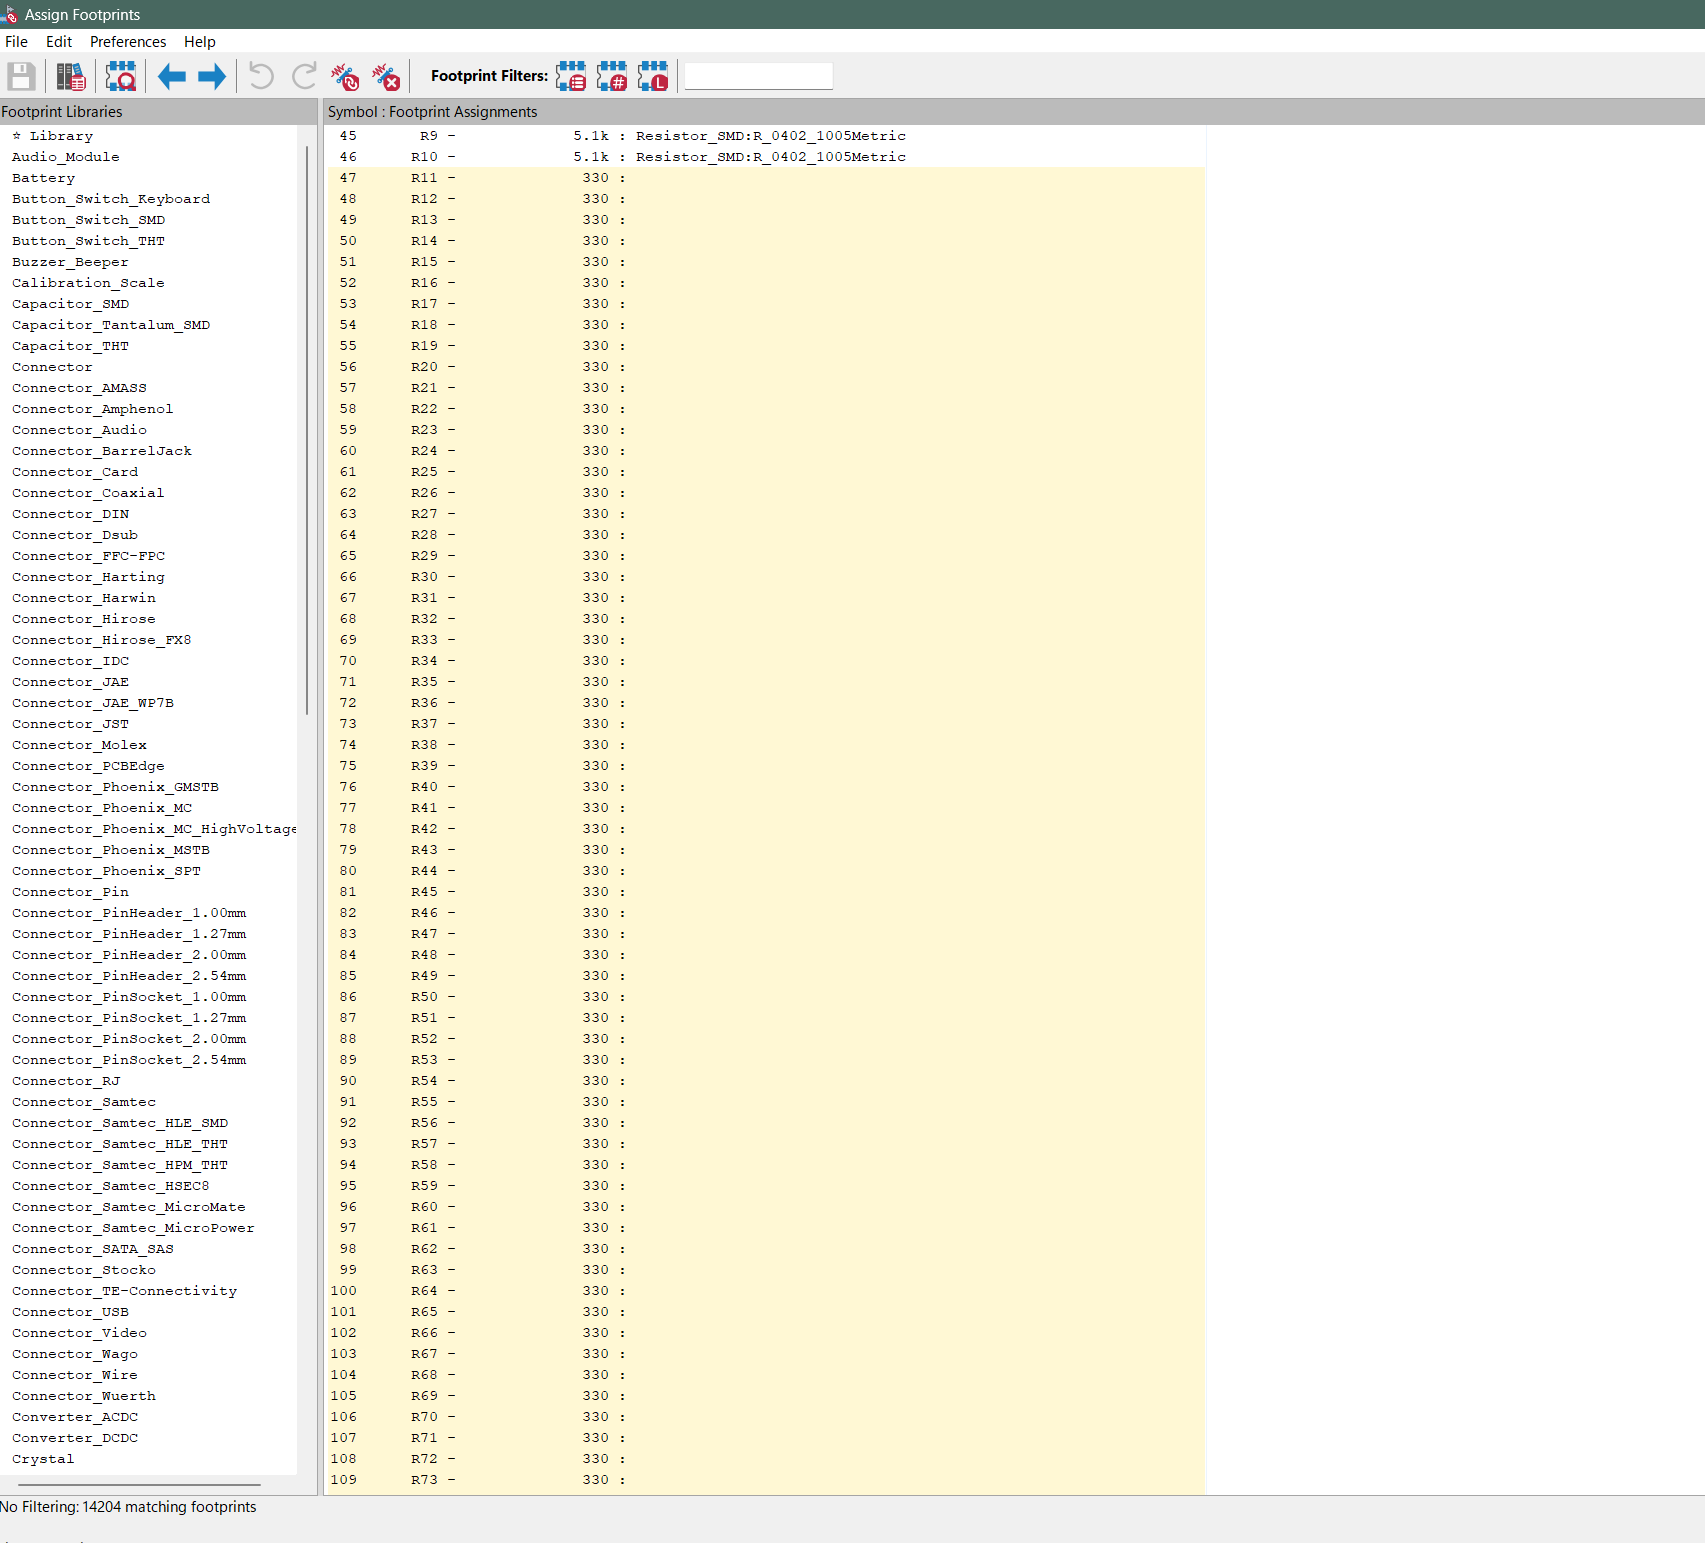 Assign Footprints
File Edit Preferences Help
Footprint Filters:
Footprint Libraries
☆ Library
Audio_Module
Battery
Button_Switch_Keyboard
Button_Switch_SMD
Button_Switch_THT
Buzzer_Beeper
Calibration_Scale
Capacitor_SMD
Capacitor_Tantalum_SMD
Capacitor_THT
Connector
Connector_AMASS
Connector_Amphenol
Connector_Audio
Connector_BarrelJack
Connector_Card
Connector_Coaxial
Connector_DIN
Connector_Dsub
Connector_FFC-FPC
Connector_Harting
Connector_Harwin
Connector_Hirose
Connector_Hirose_FX8
Connector_IDC
Connector_JAE
Connector_JAE_WP7B
Connector_JST
Connector_Molex
Connector_PCBEdge
Connector_Phoenix_GMSTB
Connector_Phoenix_MC
Connector_Phoenix_MC_HighVoltage
Connector_Phoenix_MSTB
Connector_Phoenix_SPT
Connector_Pin
Connector_PinHeader_1.00mm
Connector_PinHeader_1.27mm
Connector_PinHeader_2.00mm
Connector_PinHeader_2.54mm
Connector_PinSocket_1.00mm
Connector_PinSocket_1.27mm
Connector_PinSocket_2.00mm
Connector_PinSocket_2.54mm
Connector_RJ
Connector_Samtec
Connector_Samtec_HLE_SMD
Connector_Samtec_HLE_THT
Connector_Samtec_HPM_THT
Connector_Samtec_HSEC8
Connector_Samtec_MicroMate
Connector_Samtec_MicroPower
Connector_SATA_SAS
Connector_Stocko
Connector_TE-Connectivity
Connector_USB
Connector_Video
Connector_Wago
Connector_Wire
Connector_Wuerth
Converter_ACDC
Converter_DCDC
Crystal
Symbol : Footprint Assignments
45 R9 - 5.1k : Resistor_SMD:R_0402_1005Metric
46 R10 - 5.1k : Resistor_SMD:R_0402_1005Metric
47 R11 - 330 :
48 R12 - 330 :
49 R13 - 330 :
50 R14 - 330 :
51 R15 - 330 :
52 R16 - 330 :
53 R17 - 330 :
54 R18 - 330 :
55 R19 - 330 :
56 R20 - 330 :
57 R21 - 330 :
58 R22 - 330 :
59 R23 - 330 :
60 R24 - 330 :
61 R25 - 330 :
62 R26 - 330 :
63 R27 - 330 :
64 R28 - 330 :
65 R29 - 330 :
66 R30 - 330 :
67 R31 - 330 :
68 R32 - 330 :
69 R33 - 330 :
70 R34 - 330 :
71 R35 - 330 :
72 R36 - 330 :
73 R37 - 330 :
74 R38 - 330 :
75 R39 - 330 :
76 R40 - 330 :
77 R41 - 330 :
78 R42 - 330 :
79 R43 - 330 :
80 R44 - 330 :
81 R45 - 330 :
82 R46 - 330 :
83 R47 - 330 :
84 R48 - 330 :
85 R49 - 330 :
86 R50 - 330 :
87 R51 - 330 :
88 R52 - 330 :
89 R53 - 330 :
90 R54 - 330 :
91 R55 - 330 :
92 R56 - 330 :
93 R57 - 330 :
94 R58 - 330 :
95 R59 - 330 :
96 R60 - 330 :
97 R61 - 330 :
98 R62 - 330 :
99 R63 - 330 :
100 R64 - 330 :
101 R65 - 330 :
102 R66 - 330 :
103 R67 - 330 :
104 R68 - 330 :
105 R69 - 330 :
106 R70 - 330 :
107 R71 - 330 :
108 R72 - 330 :
109 R73 - 330 :
No Filtering: 14204 matching footprints